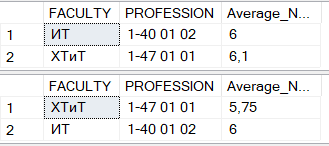 FACULTY PROFESSION Average_N...
1 ИТ 1-40 01 02 6
2 ХТиТ 1-47 01 01 6,1
FACULTY PROFESSION Average_N...
1 ХТиТ 1-47 01 01 5,75
2 ИТ 1-40 01 02 6